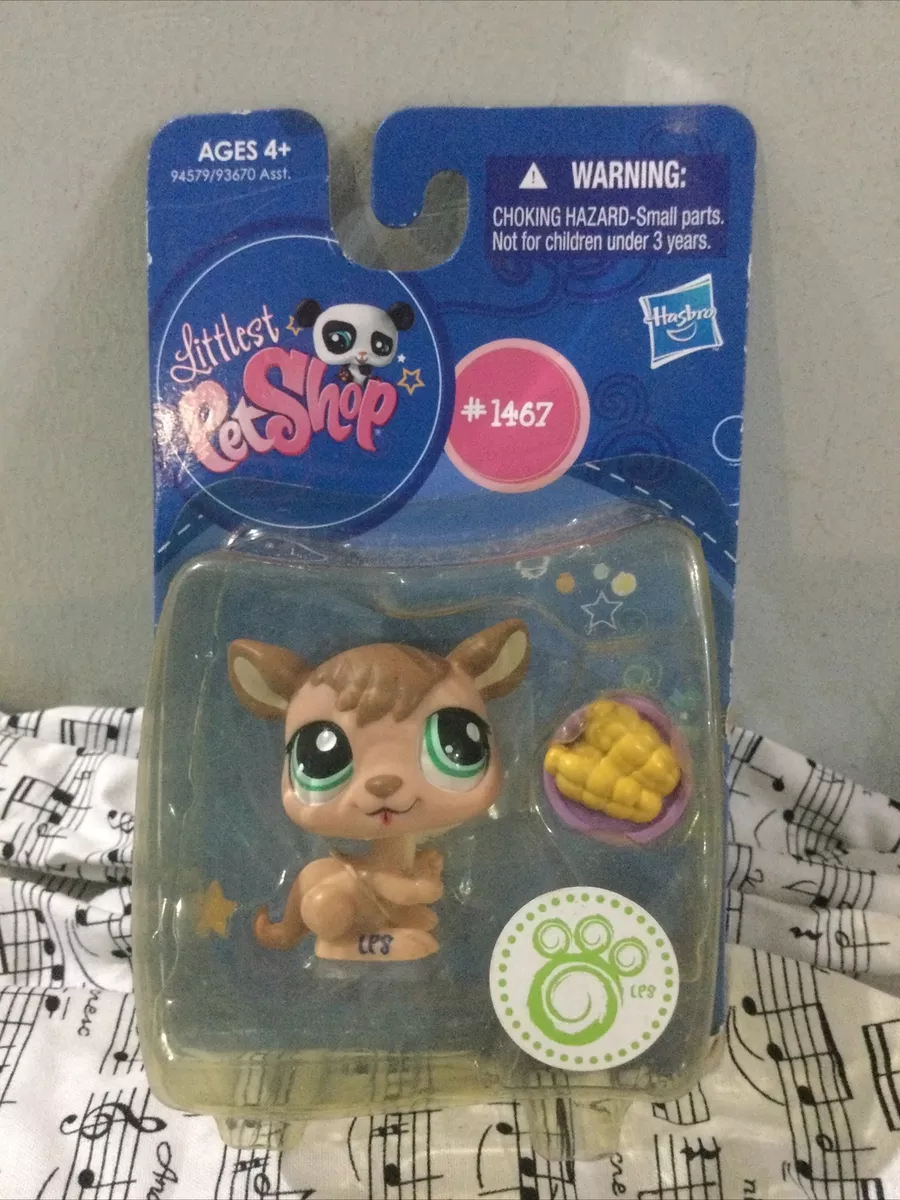 AGES 4+
94579/93670 Asst.
WARNING:
CHOKING HAZARD-Small parts.
Not for children under 3 years.
Hasbro
Littlest
PetShop
#1467
LPS
LPS